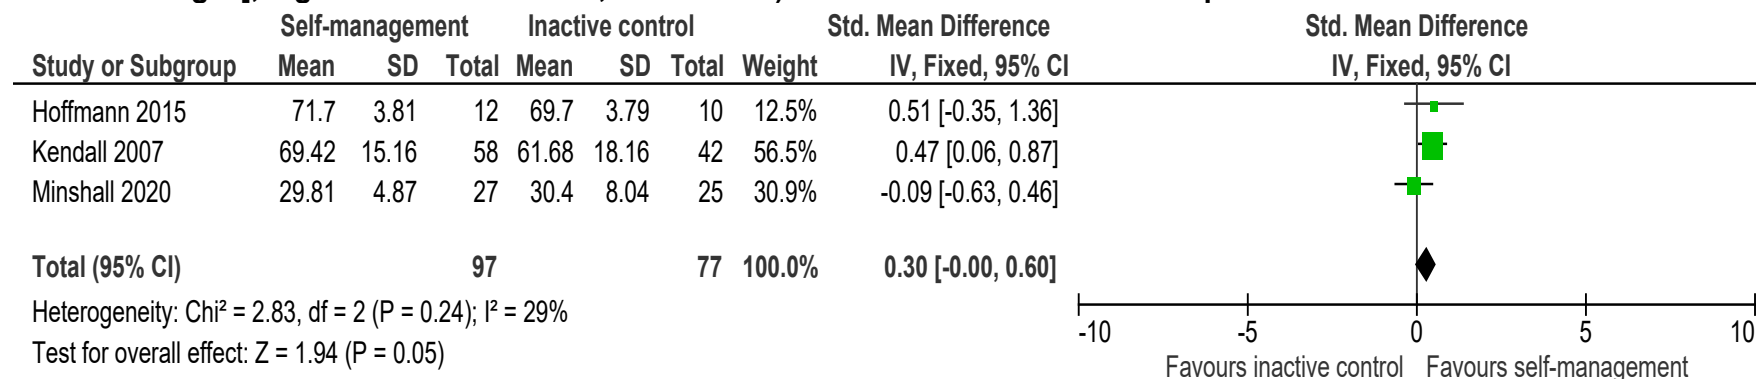 Self-management Inactive control Std. Mean Difference Std. Mean Difference
Study or Subgroup Mean SD Total Mean SD Total Weight IV, Fixed, 95% CI IV, Fixed, 95% CI
Hoffmann 2015 71.7 3.81 12 69.7 3.79 10 12.5% 0.51 [-0.35, 1.36]
Kendall 2007 69.42 15.16 58 61.68 18.16 42 56.5% 0.47 [0.06, 0.87]
Minshall 2020 29.81 4.87 27 30.4 8.04 25 30.9% -0.09 [-0.63, 0.46]
Total (95% CI) 97 77 100.0% 0.30 [-0.00, 0.60]
Heterogeneity: Chi² = 2.83, df = 2 (P = 0.24); I² = 29%
Test for overall effect: Z = 1.94 (P = 0.05)
-10 -5 0 5 10
Favours inactive control Favours self-management